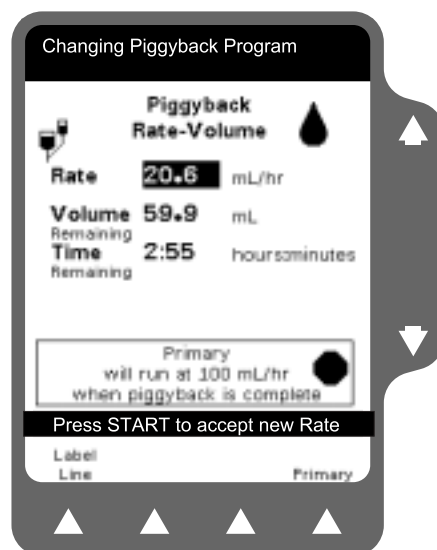 Changing Piggyback Program
Piggyback
Rate-Volume
Rate 20.6 mL/hr
Volume 59.9 mL
Remaining
Time 2:55 hours:minutes
Remaining
Primary
will run at 100 mL/hr
when piggyback is complete
Press START to accept new Rate
Label
Line Primary